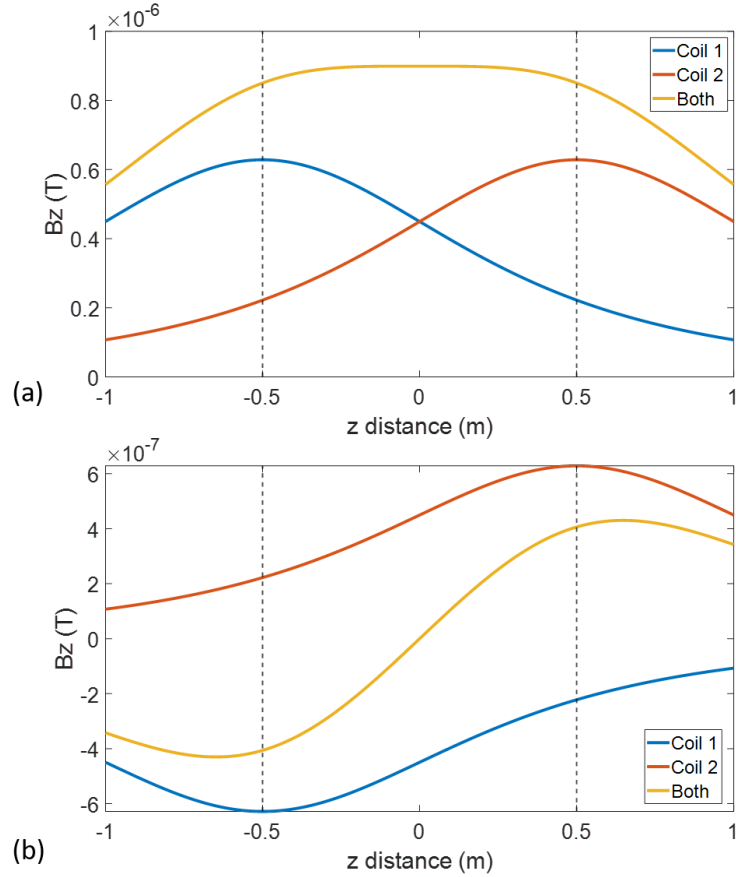 ×10⁻⁶
1
0.8
0.6
0.4
0.2
0
Bz (T)
Coil 1
Coil 2
Both
-1
-0.5
0
0.5
1
z distance (m)
(a)
×10⁻⁷
6
4
2
0
-2
-4
-6
Bz (T)
Coil 1
Coil 2
Both
-1
-0.5
0
0.5
1
z distance (m)
(b)